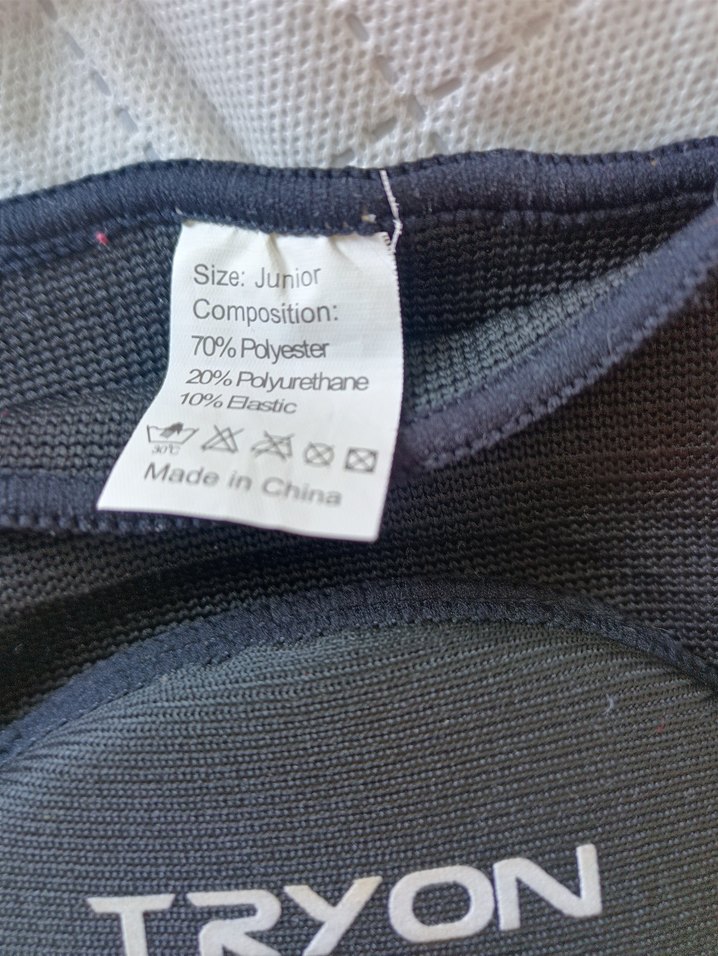 Size: Junior
Composition:
70% Polyester
20% Polyurethane
10% Elastic
30°C
Made in China
TRYON